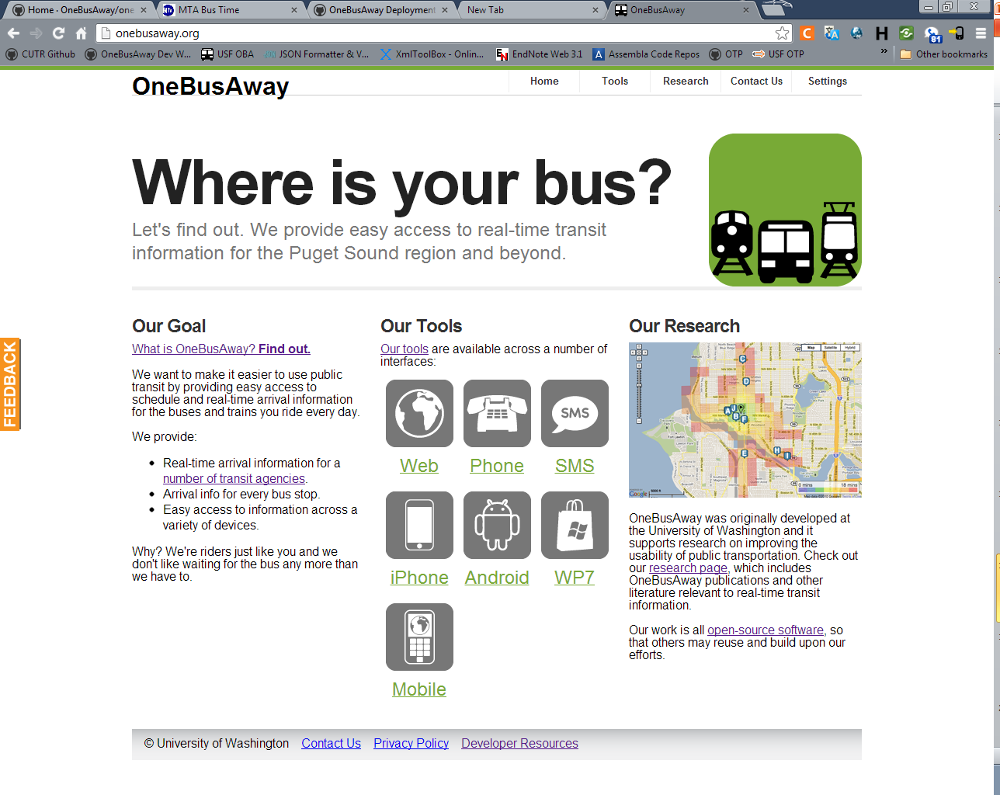 Home · OneBusAway/one
MTA Bus Time
OneBusAway Deployment
New Tab
OneBusAway
onebusaway.org
81
CUTR Github
OneBusAway Dev W...
USF OBA
JSON Formatter & V...
XmlToolBox - Onlin...
EndNote Web 3.1
Assembla Code Repos
OTP
USF OTP
»
Other bookmarks
OneBusAway
Home
Tools
Research
Contact Us
Settings
Where is your bus?
Let's find out. We provide easy access to real-time transit
information for the Puget Sound region and beyond.
FEEDBACK
Our Goal
What is OneBusAway? Find out.
We want to make it easier to use public
transit by providing easy access to
schedule and real-time arrival information
for the buses and trains you ride every day.
We provide:
Real-time arrival information for a
number of transit agencies.
Arrival info for every bus stop.
Easy access to information across a
variety of devices.
Why? We're riders just like you and we
don't like waiting for the bus any more than
we have to.
Our Tools
Our tools are available across a number of
interfaces:
SMS
Web
Phone
SMS
iPhone
Android
WP7
Mobile
Our Research
Map
Satellite
Hybrid
C
D
A
J
B
F
E
H
I
0 mins
18 mins
Google
OneBusAway was originally developed at
the University of Washington and it
supports research on improving the
usability of public transportation. Check out
our research page, which includes
OneBusAway publications and other
literature relevant to real-time transit
information.
Our work is all open-source software, so
that others may reuse and build upon our
efforts.
© University of Washington
Contact Us
Privacy Policy
Developer Resources